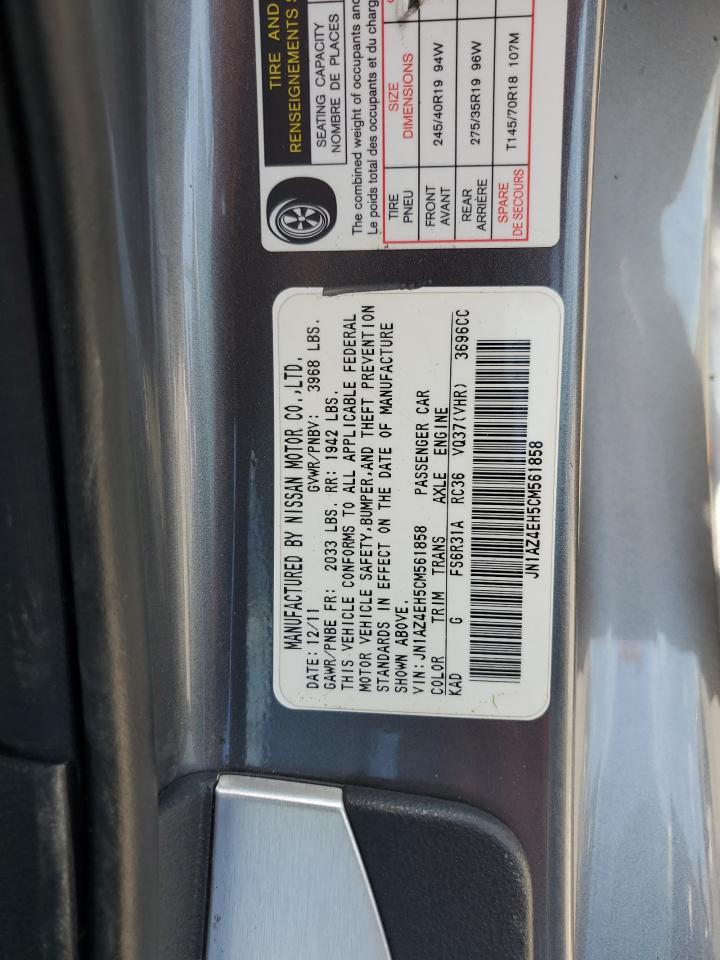 TIRE AND
RENSEIGNEMENTS
SEATING CAPACITY
NOMBRE DE PLACES
The combined weight of occupants and
Le poids total des occupants et du charg
TIRE SIZE
PNEU DIMENSIONS
FRONT 245/40R19 94W
AVANT
REAR 275/35R19 96W
ARRIÈRE
SPARE T145/70R18 107M
DE SECOURS
MANUFACTURED BY NISSAN MOTOR CO.,LTD.
DATE: 12/11 GVWR/PNBV: 3968 LBS.
GAWR/PNBE FR: 2033 LBS. RR: 1942 LBS.
THIS VEHICLE CONFORMS TO ALL APPLICABLE FEDERAL
MOTOR VEHICLE SAFETY,BUMPER,AND THEFT PREVENTION
STANDARDS IN EFFECT ON THE DATE OF MANUFACTURE
SHOWN ABOVE.
VIN: JN1AZ4EH5CM561858 PASSENGER CAR
COLOR TRIM TRANS AXLE ENGINE
KAD G FS6R31A RC36 VQ37(VHR) 3696CC
JN1AZ4EH5CM561858